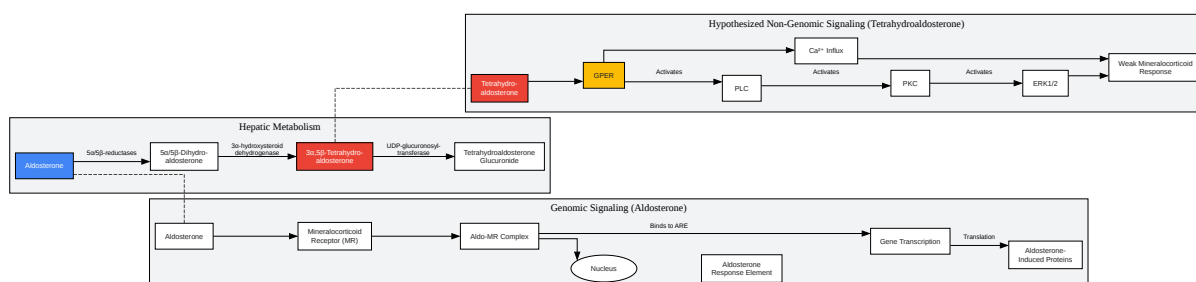 Hypothesized Non-Genomic Signaling (Tetrahydroaldosterone)
Ca²⁺ Influx
Weak Mineralocorticoid
Response
Tetrahydro-
aldosterone
GPER
Activates
PLC
Activates
PKC
Activates
ERK1/2
Hepatic Metabolism
Aldosterone
5α/5β-reductases
5α/5β-Dihydro-
aldosterone
3α-hydroxysteroid
dehydrogenase
3α,5β-Tetrahydro-
aldosterone
UDP-glucuronosyl-
transferase
Tetrahydroaldosterone
Glucuronide
Genomic Signaling (Aldosterone)
Aldosterone
Mineralocorticoid
Receptor (MR)
Aldo-MR Complex
Binds to ARE
Gene Transcription
Translation
Aldosterone-
Induced Proteins
Nucleus
Aldosterone
Response Element